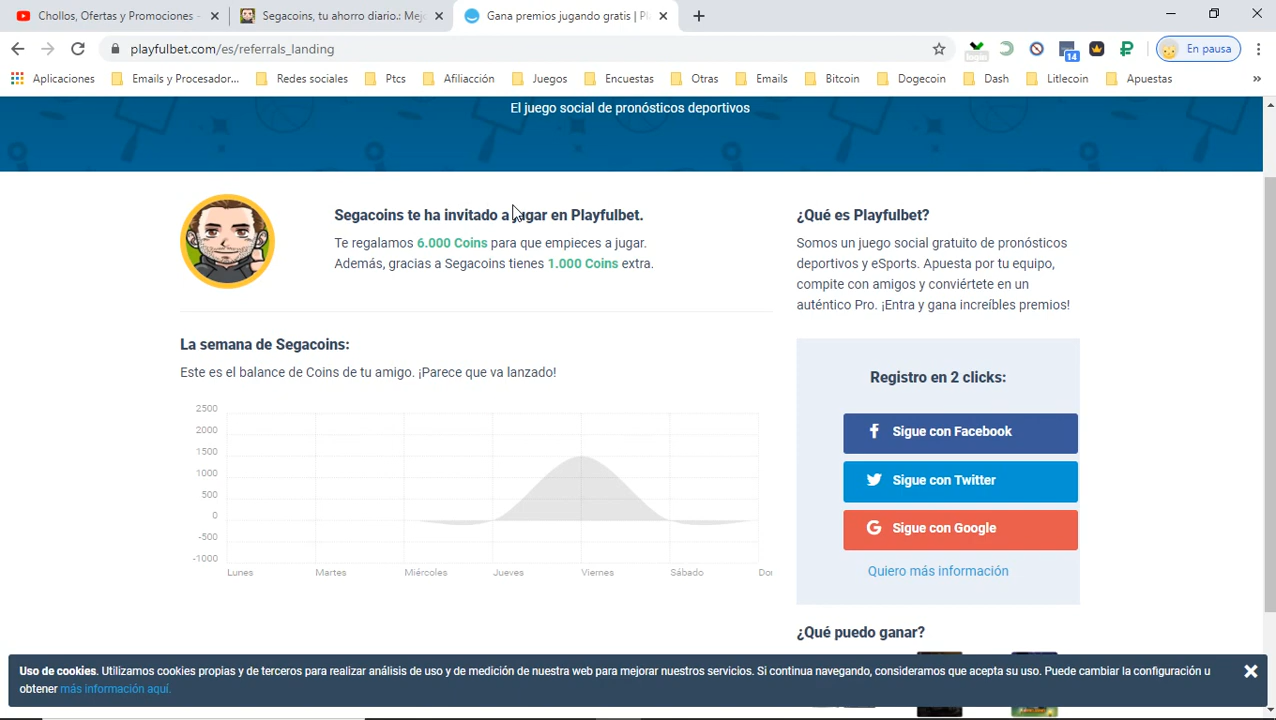 Chollos, Ofertas y Promociones -
Segacoins, tu ahorro diario.: Mejo
Gana premios jugando gratis | Pl
playfulbet.com/es/referrals_landing
14
En pausa
Aplicaciones
Emails y Procesador...
Redes sociales
Ptcs
Afiliacción
Juegos
Encuestas
Otras
Emails
Bitcoin
Dogecoin
Dash
Litlecoin
Apuestas
»
El juego social de pronósticos deportivos
Segacoins te ha invitado a jugar en Playfulbet.
Te regalamos 6.000 Coins para que empieces a jugar.
Además, gracias a Segacoins tienes 1.000 Coins extra.
La semana de Segacoins:
Este es el balance de Coins de tu amigo. ¡Parece que va lanzado!
2500
2000
1500
1000
500
0
-500
-1000
Lunes
Martes
Miércoles
Jueves
Viernes
Sábado
Dor
¿Qué es Playfulbet?
Somos un juego social gratuito de pronósticos
deportivos y eSports. Apuesta por tu equipo,
compite con amigos y conviértete en un
auténtico Pro. ¡Entra y gana increíbles premios!
Registro en 2 clicks:
Sigue con Facebook
Sigue con Twitter
Sigue con Google
Quiero más información
¿Qué puedo ganar?
Uso de cookies. Utilizamos cookies propias y de terceros para realizar análisis de uso y de medición de nuestra web para mejorar nuestros servicios. Si continua navegando, consideramos que acepta su uso. Puede cambiar la configuración u
obtener más información aquí.